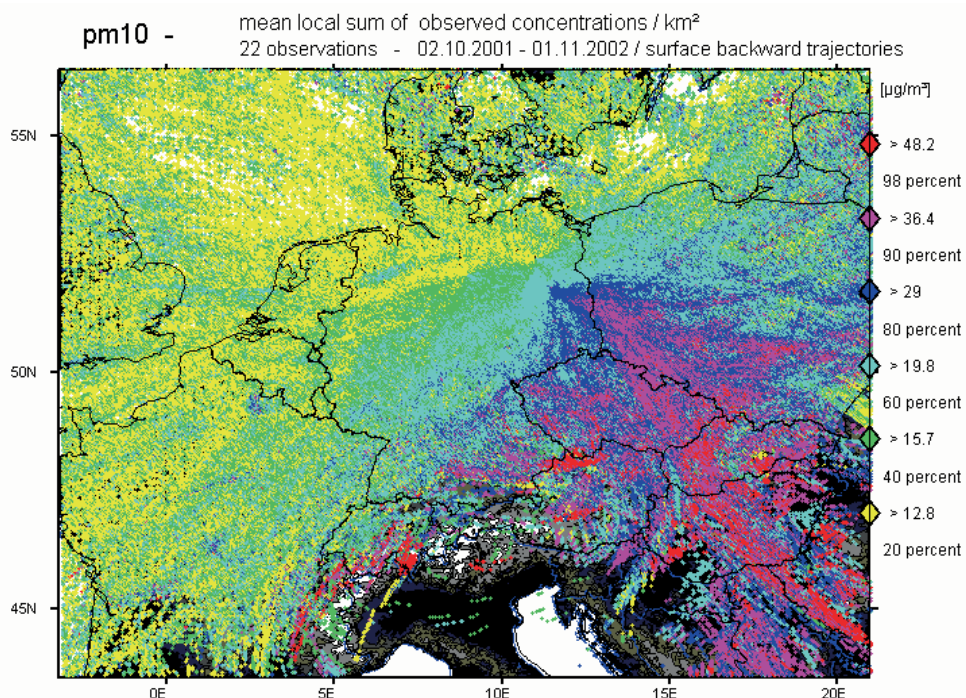 pm10 -
mean local sum of observed concentrations / km²
22 observations - 02.10.2001 - 01.11.2002 / surface backward trajectories
[µg/m³]
55N
> 48.2
98 percent
> 36.4
90 percent
> 29
80 percent
50N
> 19.8
60 percent
> 15.7
40 percent
> 12.8
20 percent
45N
0E
5E
10E
15E
20E